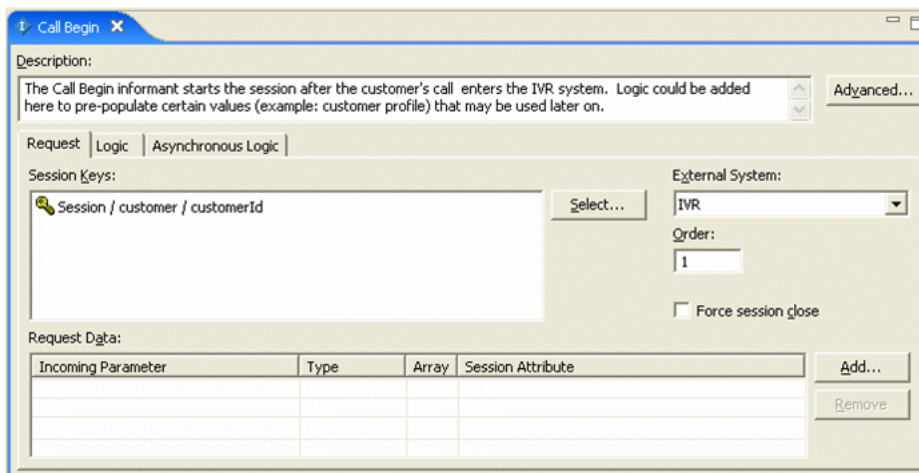 Call Begin
Description:
The Call Begin informant starts the session after the customer's call enters the IVR system. Logic could be added
here to pre-populate certain values (example: customer profile) that may be used later on.
Advanced...
Request Logic Asynchronous Logic
Session Keys:
Session / customer / customerId
Select...
External System:
IVR
Order:
1
Force session close
Request Data:
Incoming Parameter Type Array Session Attribute
Add...
Remove